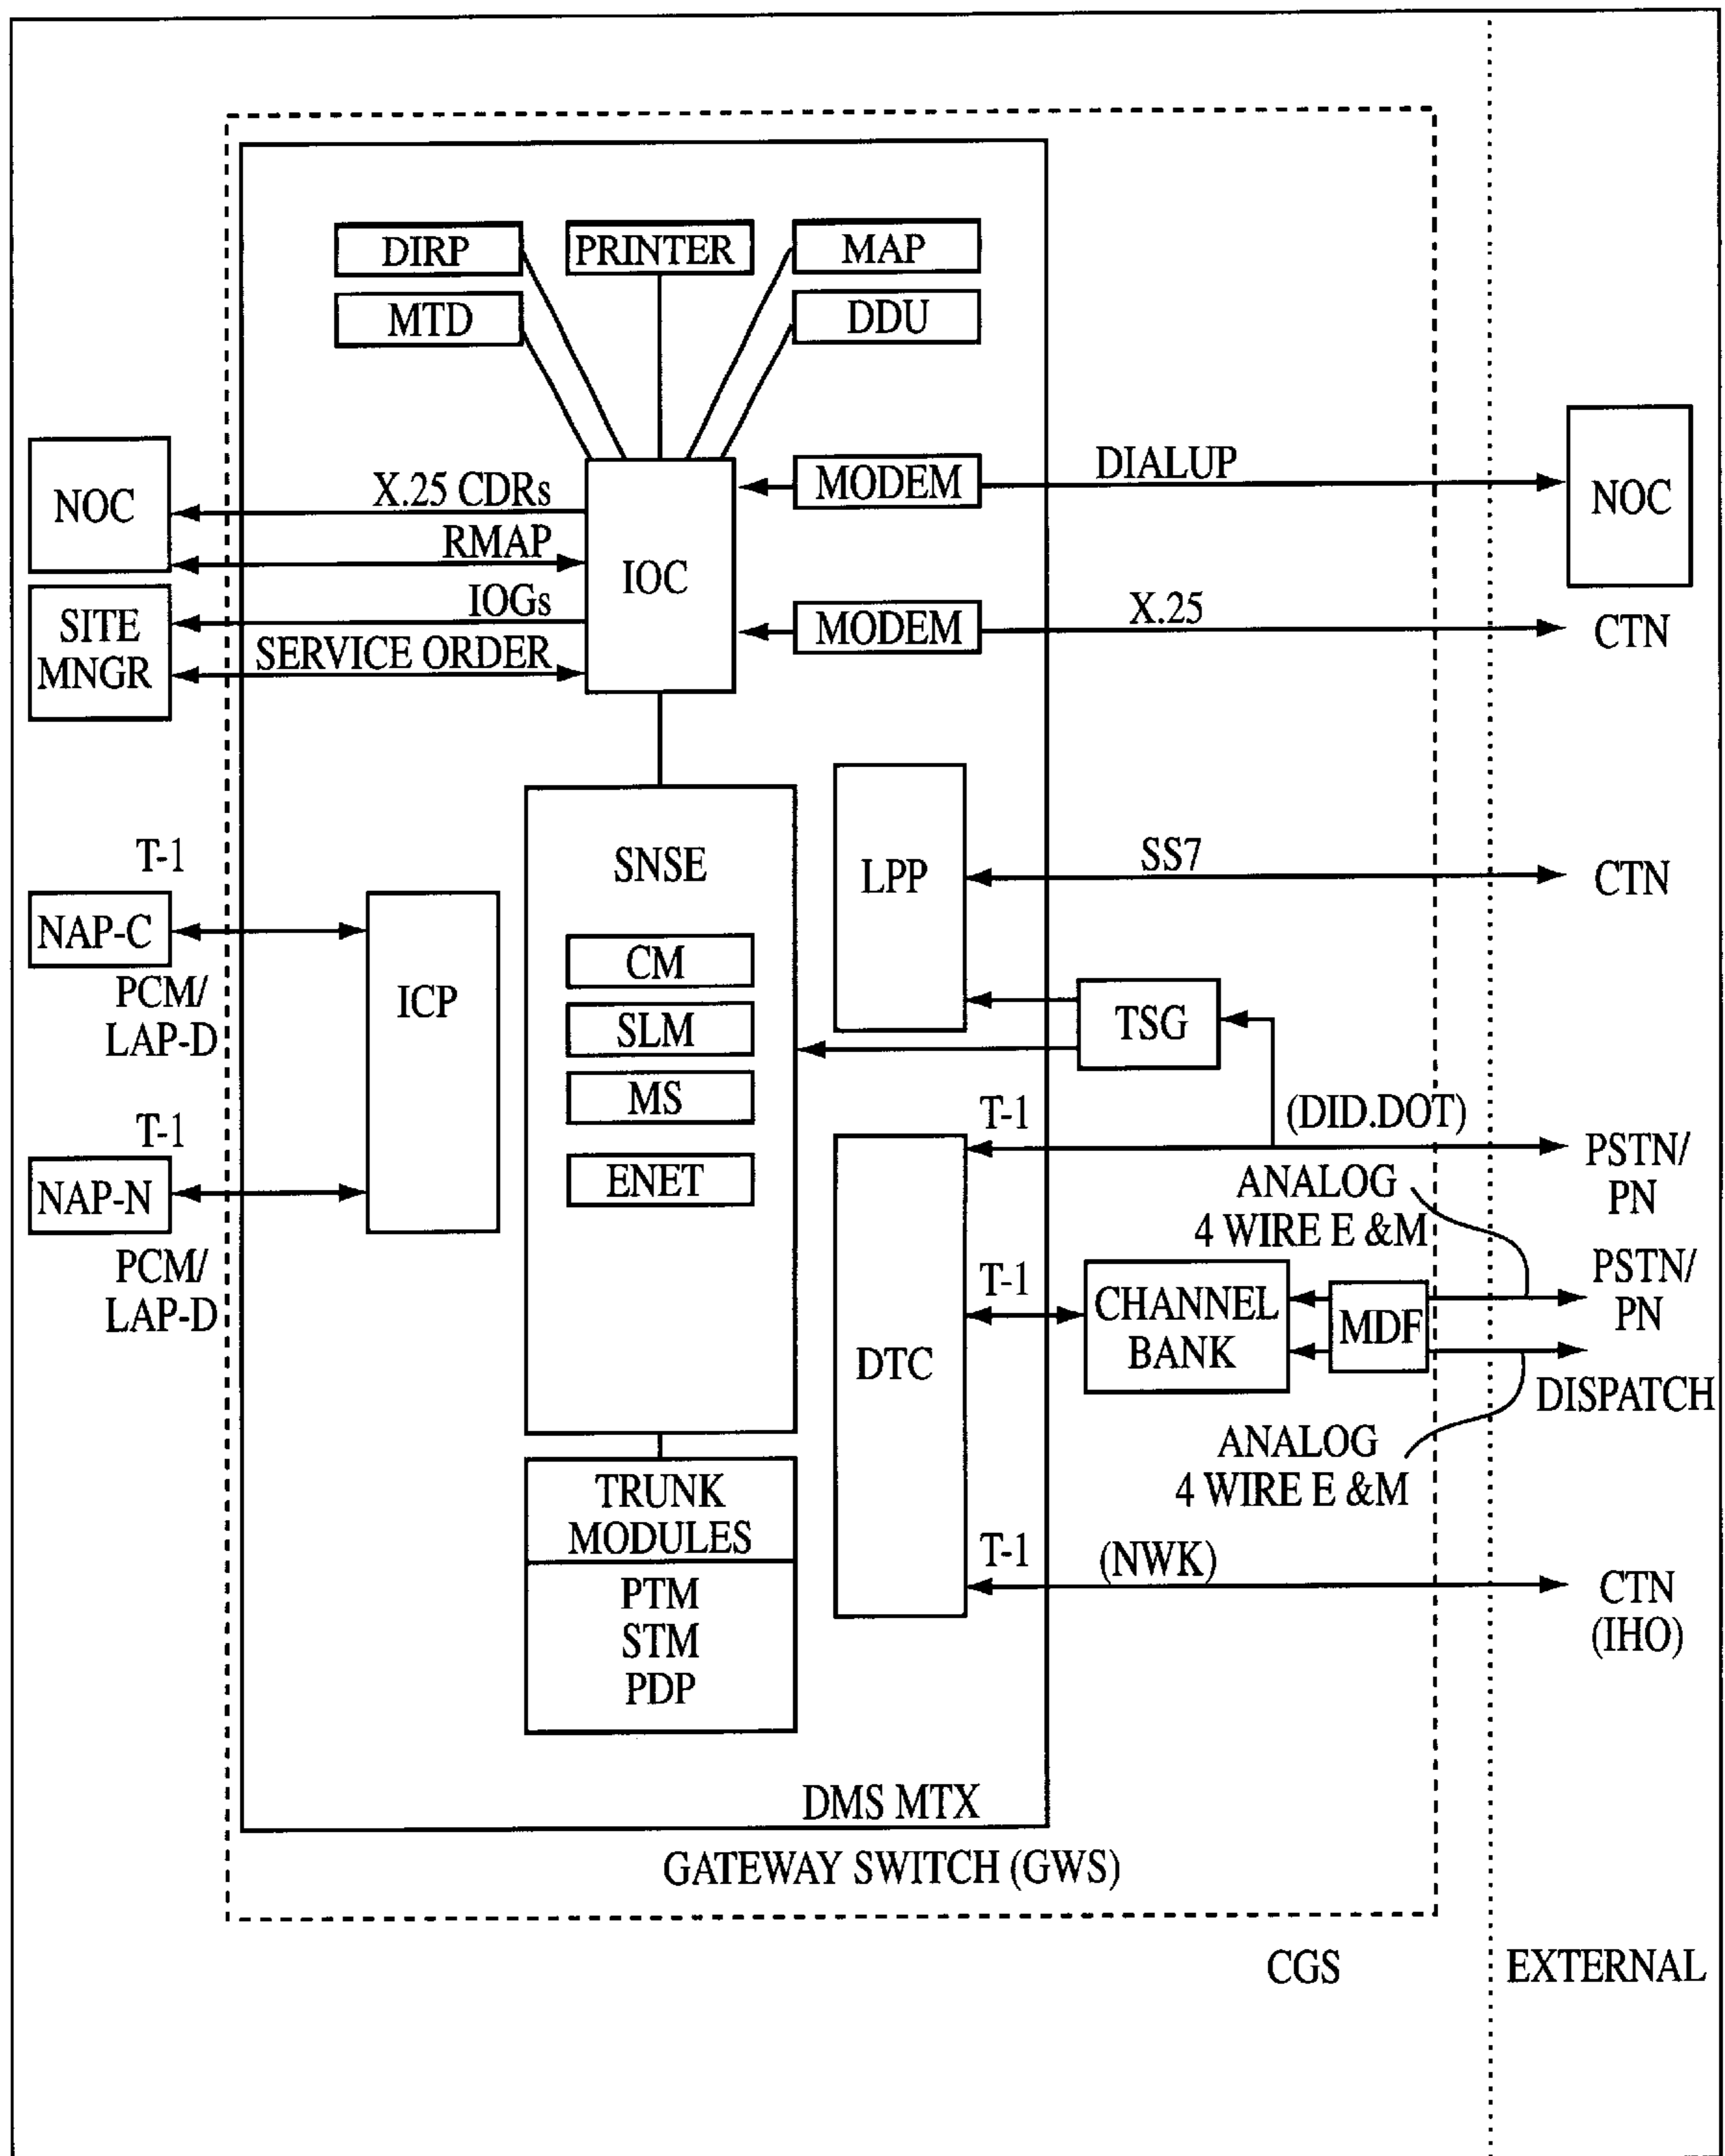 DIRP
PRINTER
MAP
MTD
DDU
NOC
X.25 CDRs
RMAP
IOC
MODEM
DIALUP
NOC
SITE
MNGR
IOGs
SERVICE ORDER
MODEM
X.25
CTN
T-1
NAP-C
PCM/
LAP-D
T-1
NAP-N
PCM/
LAP-D
ICP
SNSE
CM
SLM
MS
ENET
LPP
SS7
CTN
TSG
T-1
(DID.DOT)
PSTN/
PN
ANALOG
4 WIRE E &M
T-1
CHANNEL
BANK
MDF
PSTN/
PN
DTC
DISPATCH
ANALOG
4 WIRE E &M
TRUNK
MODULES
PTM
STM
PDP
T-1
(NWK)
CTN
(IHO)
DMS MTX
GATEWAY SWITCH (GWS)
CGS
EXTERNAL